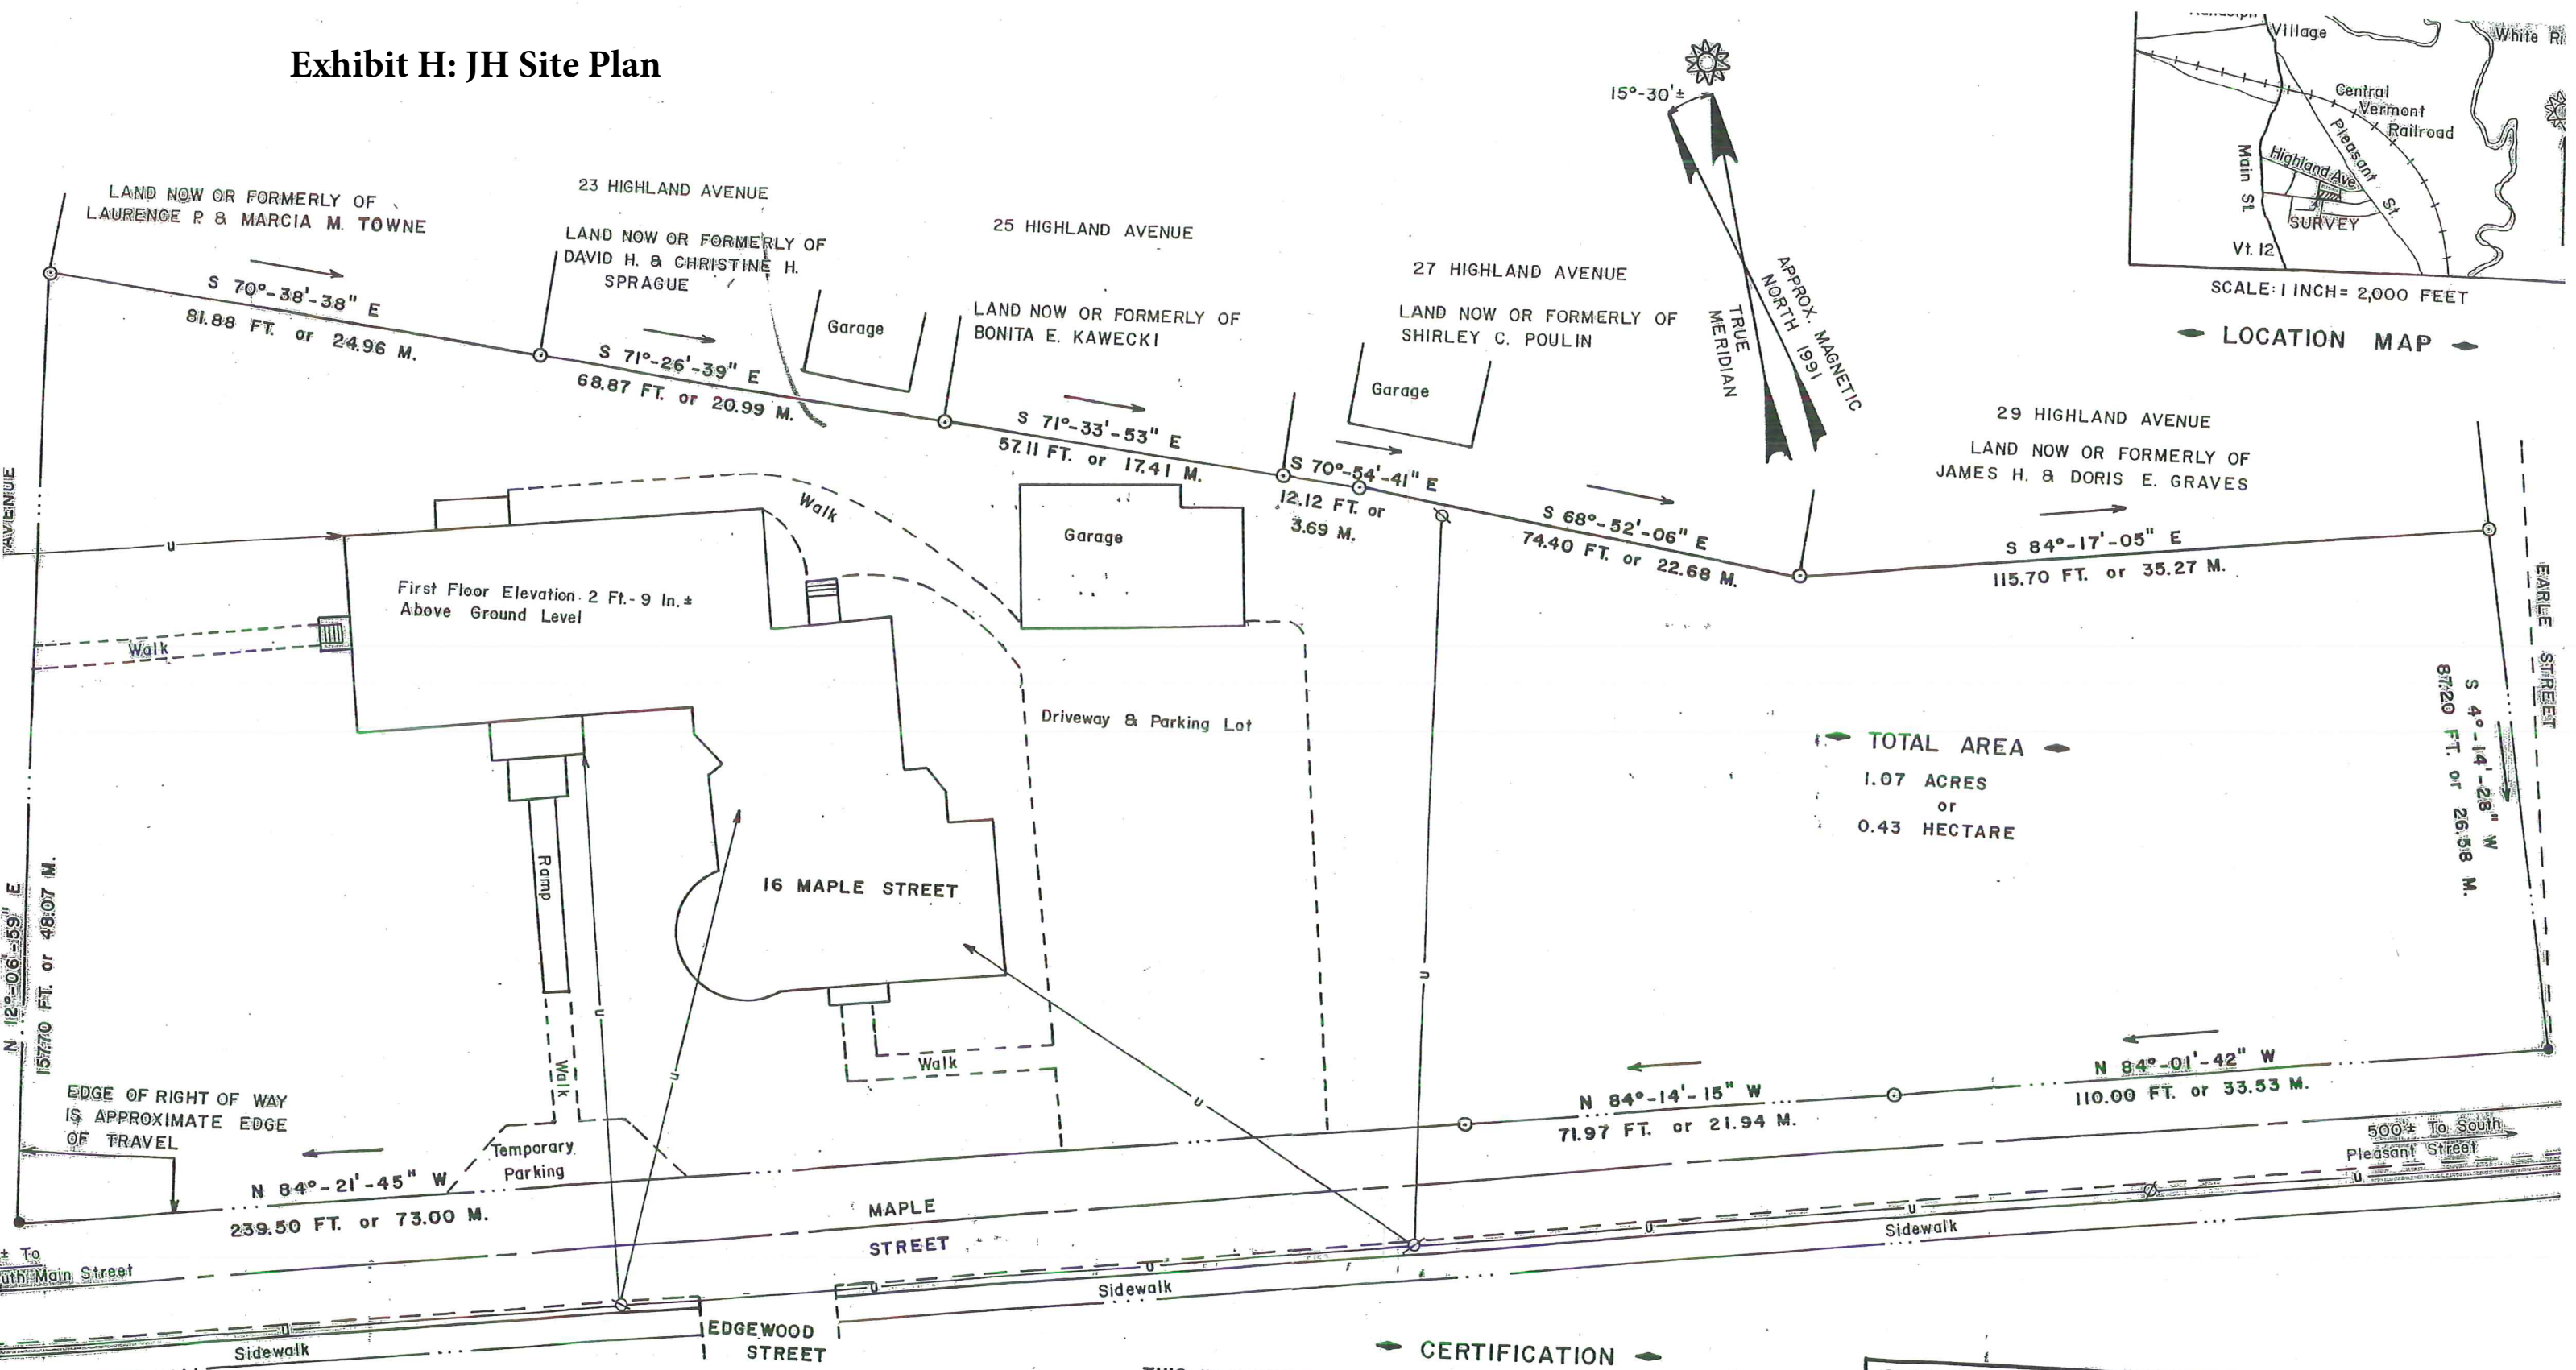 Exhibit H: JH Site Plan
15°-30'±
TRUE
MERIDIAN
APPROX. MAGNETIC
NORTH 1991
Village
White Ri
Central
Vermont
Railroad
Pleasant
St.
Highland Ave.
Main St.
SURVEY
Vt. 12
SCALE: 1 INCH = 2,000 FEET
LOCATION MAP
LAND NOW OR FORMERLY OF
LAURENCE P. & MARCIA M. TOWNE
S 70°-38'-38" E
81.88 FT. or 24.96 M.
23 HIGHLAND AVENUE
LAND NOW OR FORMERLY OF
DAVID H. & CHRISTINE H.
SPRAGUE
Garage
S 71°-26'-39" E
68.87 FT. or 20.99 M.
25 HIGHLAND AVENUE
LAND NOW OR FORMERLY OF
BONITA E. KAWECKI
S 71°-33'-53" E
57.11 FT. or 17.41 M.
27 HIGHLAND AVENUE
LAND NOW OR FORMERLY OF
SHIRLEY C. POULIN
Garage
S 70°-54'-41" E
12.12 FT. or
3.69 M.
S 68°-52'-06" E
74.40 FT. or 22.68 M.
29 HIGHLAND AVENUE
LAND NOW OR FORMERLY OF
JAMES H. & DORIS E. GRAVES
S 84°-17'-05" E
115.70 FT. or 35.27 M.
EARLE STREET
S 4°-14'-28" W
87.20 FT. or 26.58 M.
AVENUE
u
Walk
First Floor Elevation 2 Ft.-9 In.±
Above Ground Level
Walk
Garage
Driveway & Parking Lot
TOTAL AREA
1.07 ACRES
or
0.43 HECTARE
Ramp
16 MAPLE STREET
u
u
u
u
Walk
Walk
N 12°-06'-59" E
157.70 FT. or 48.07 M.
EDGE OF RIGHT OF WAY
IS APPROXIMATE EDGE
OF TRAVEL
Temporary
Parking
N 84°-21'-45" W
239.50 FT. or 73.00 M.
N 84°-14'-15" W
71.97 FT. or 21.94 M.
N 84°-01'-42" W
110.00 FT. or 33.53 M.
500'± To South
Pleasant Street
MAPLE
STREET
± To
uth Main Street
u
u
u
u
u
u
Sidewalk
Sidewalk
Sidewalk
EDGEWOOD
STREET
CERTIFICATION